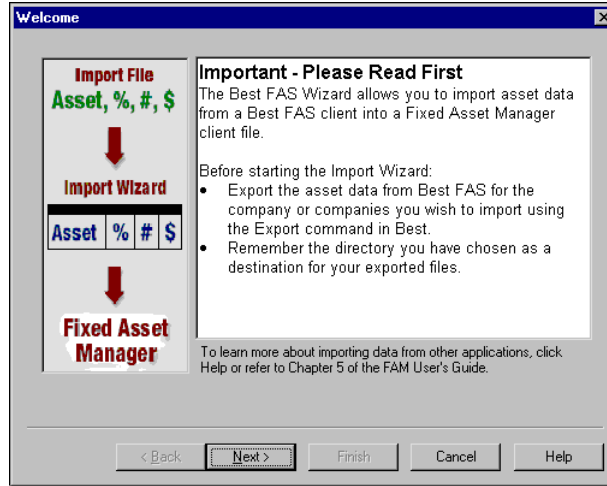 Welcome
Import File
Asset, %, #, $
Import Wizard
Asset % # $
Fixed Asset
Manager
Important - Please Read First
The Best FAS Wizard allows you to import asset data
from a Best FAS client into a Fixed Asset Manager
client file.
Before starting the Import Wizard:
• Export the asset data from Best FAS for the
company or companies you wish to import using
the Export command in Best.
• Remember the directory you have chosen as a
destination for your exported files.
To learn more about importing data from other applications, click
Help or refer to Chapter 5 of the FAM User's Guide.
< Back
Next >
Finish
Cancel
Help